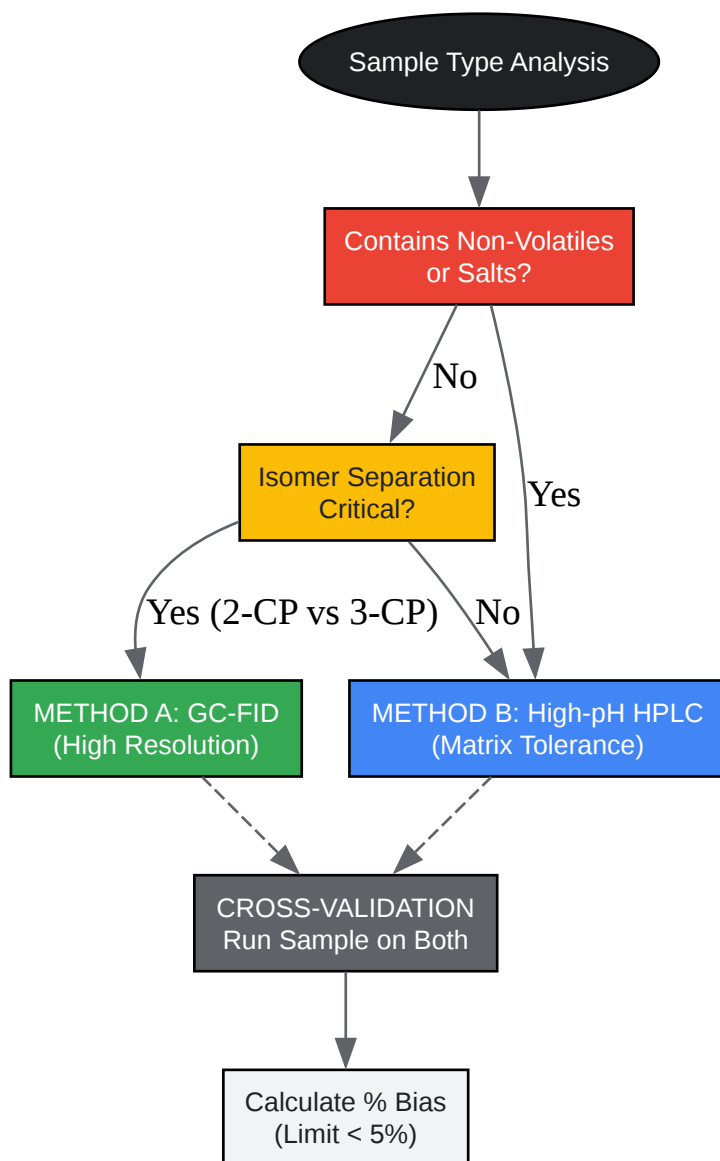 Sample Type Analysis
Contains Non-Volatiles
or Salts?
No
Yes
Isomer Separation
Critical?
Yes (2-CP vs 3-CP)
No
METHOD A: GC-FID
(High Resolution)
METHOD B: High-pH HPLC
(Matrix Tolerance)
CROSS-VALIDATION
Run Sample on Both
Calculate % Bias
(Limit < 5%)